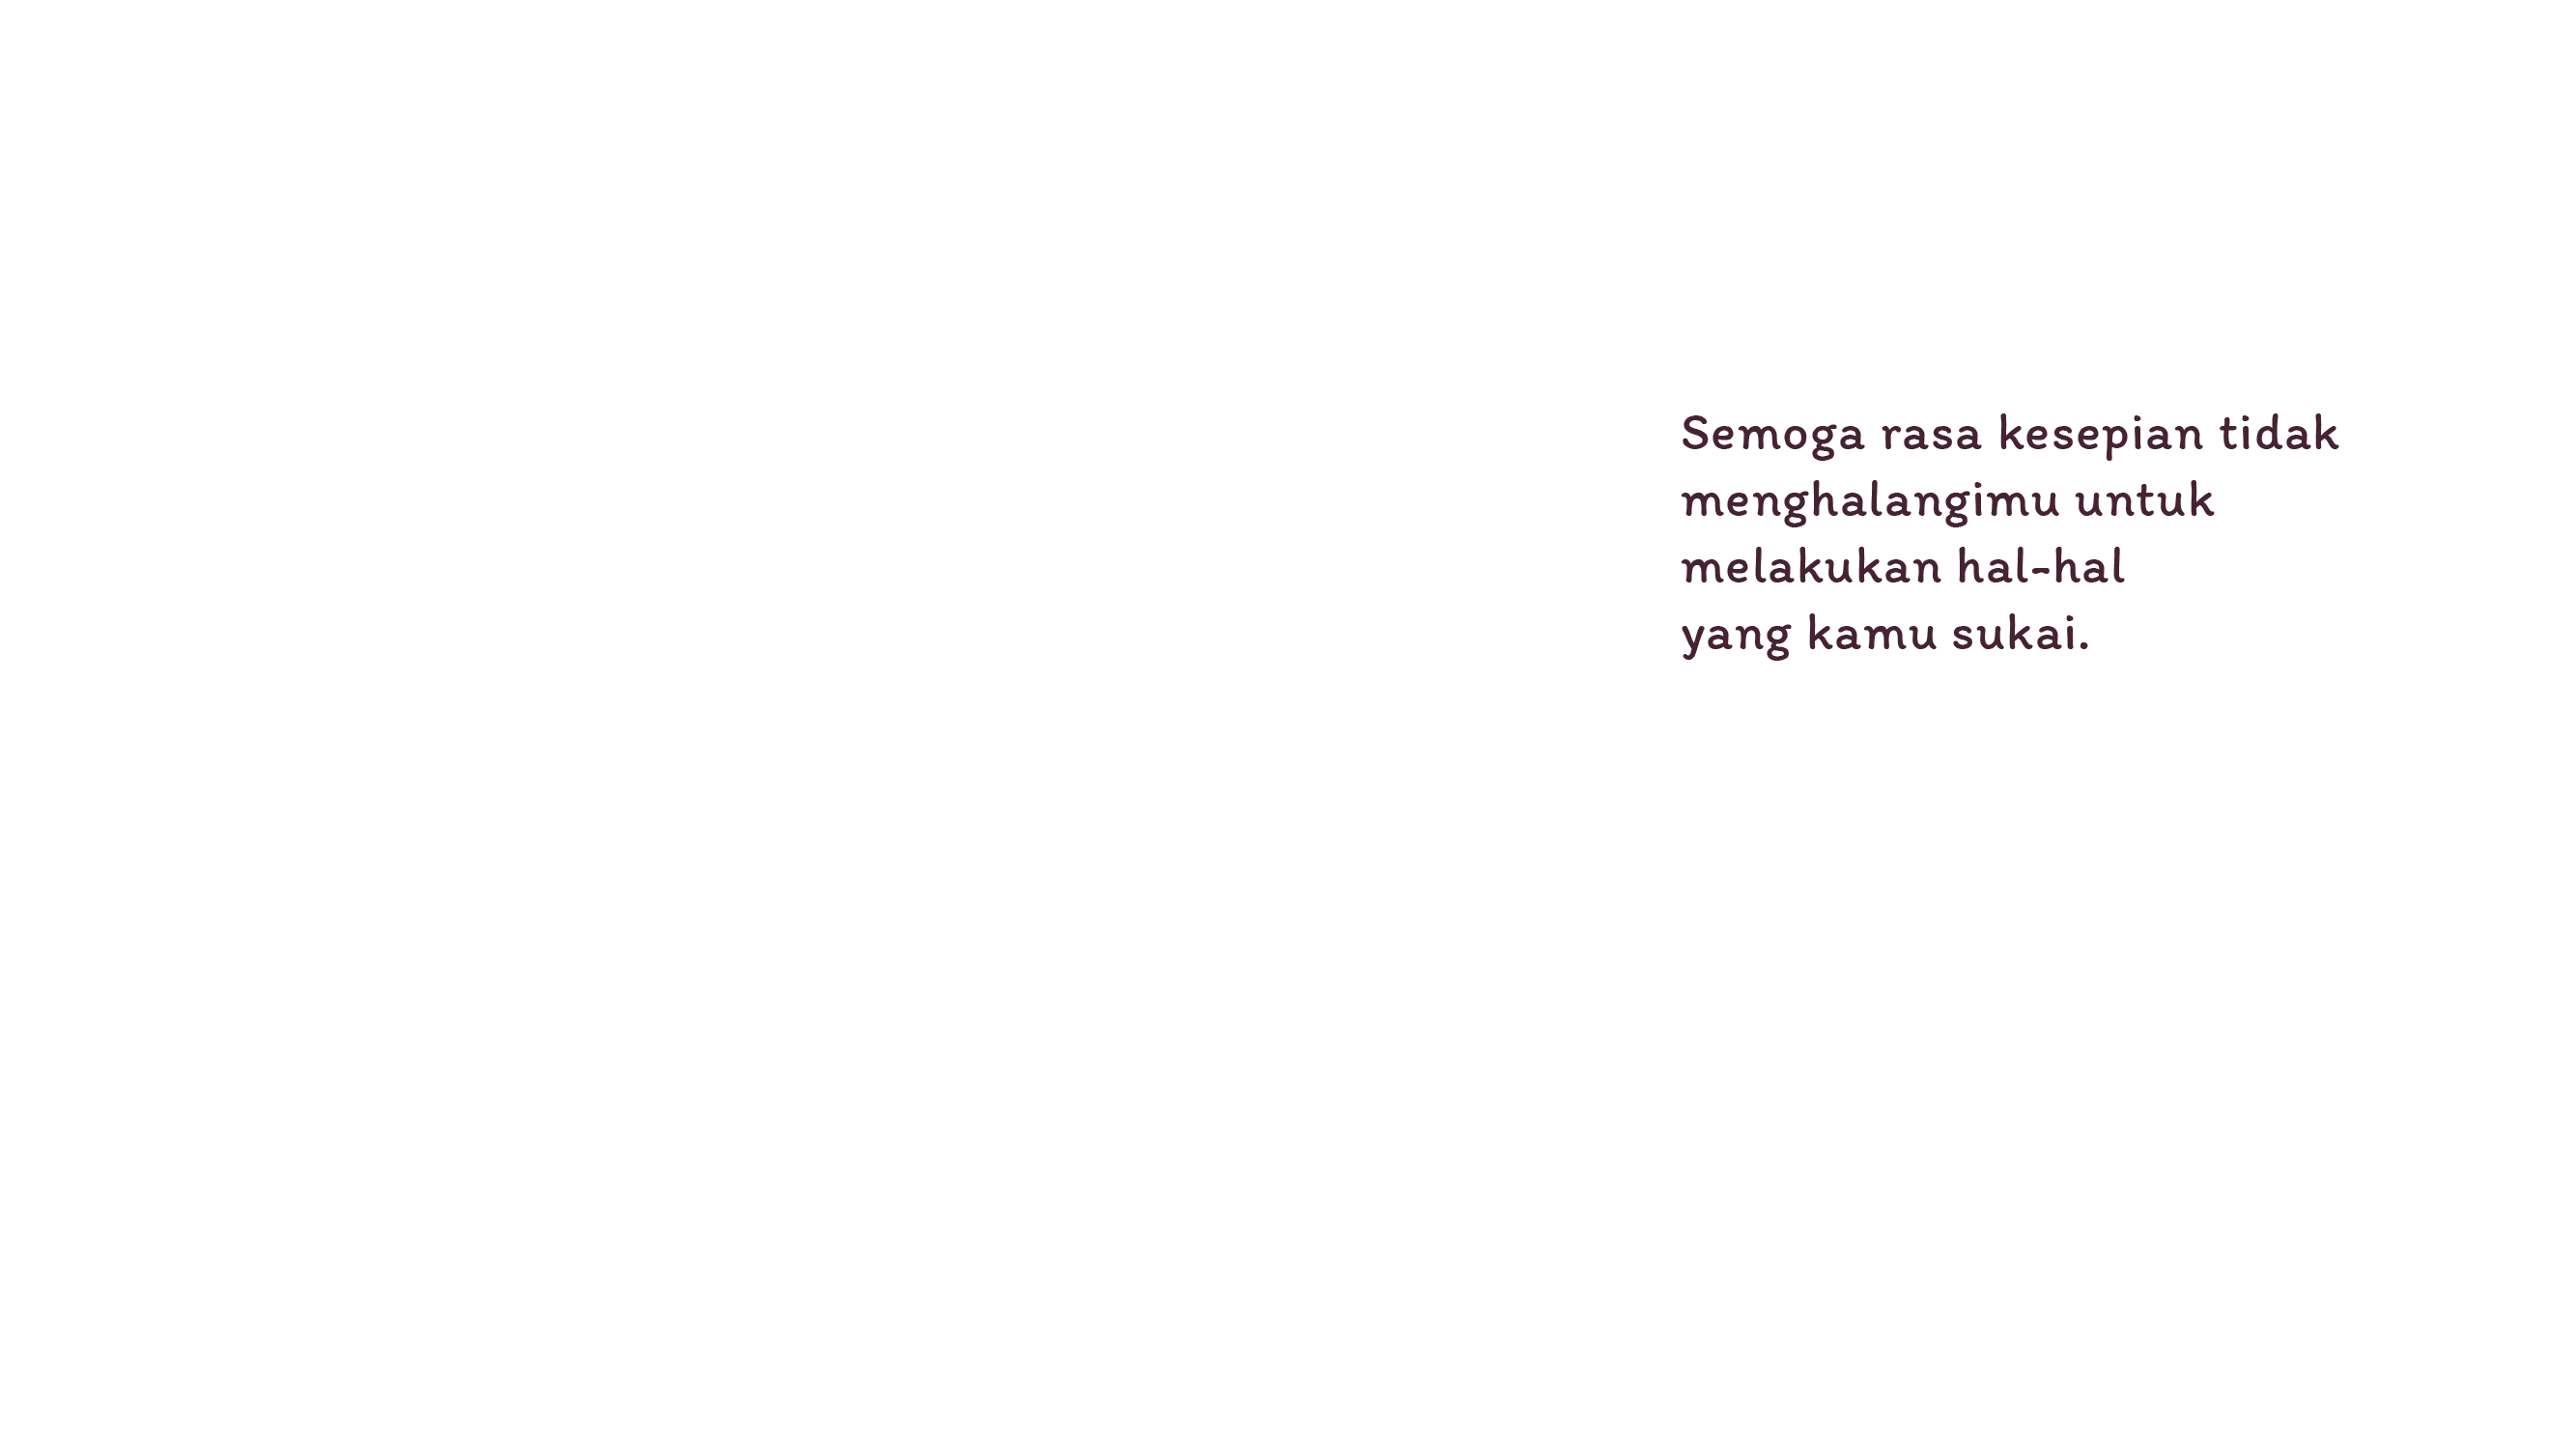 Semoga rasa kesepian tidak
menghalangimu untuk
melakukan hal-hal
yang kamu sukai.